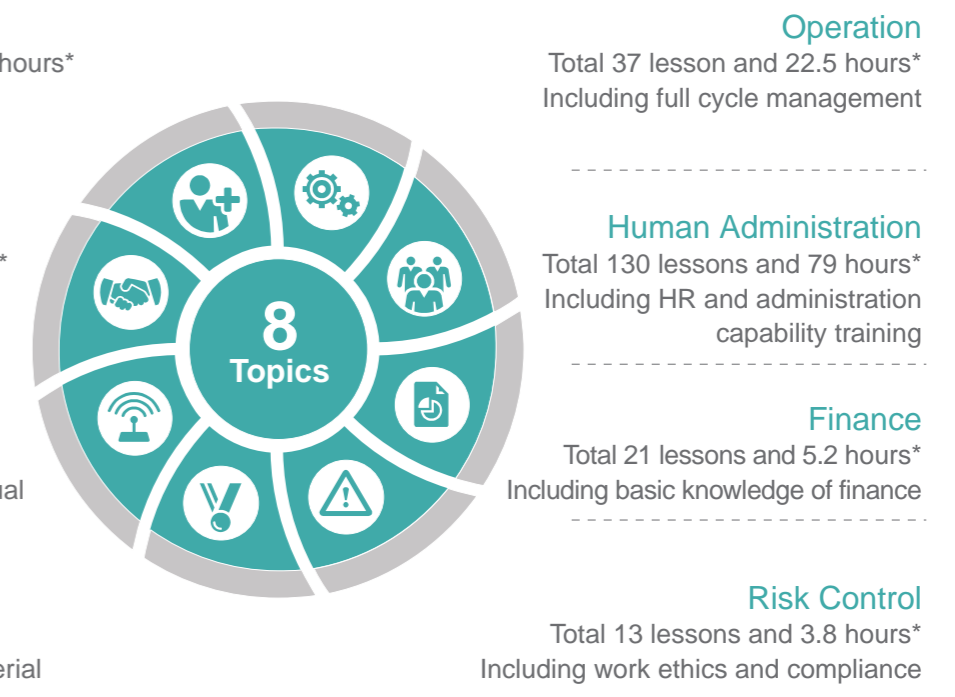 hours*
*
ual
erial
8
Topics
Operation
Total 37 lesson and 22.5 hours*
Including full cycle management
Human Administration
Total 130 lessons and 79 hours*
Including HR and administration
capability training
Finance
Total 21 lessons and 5.2 hours*
Including basic knowledge of finance
Risk Control
Total 13 lessons and 3.8 hours*
Including work ethics and compliance